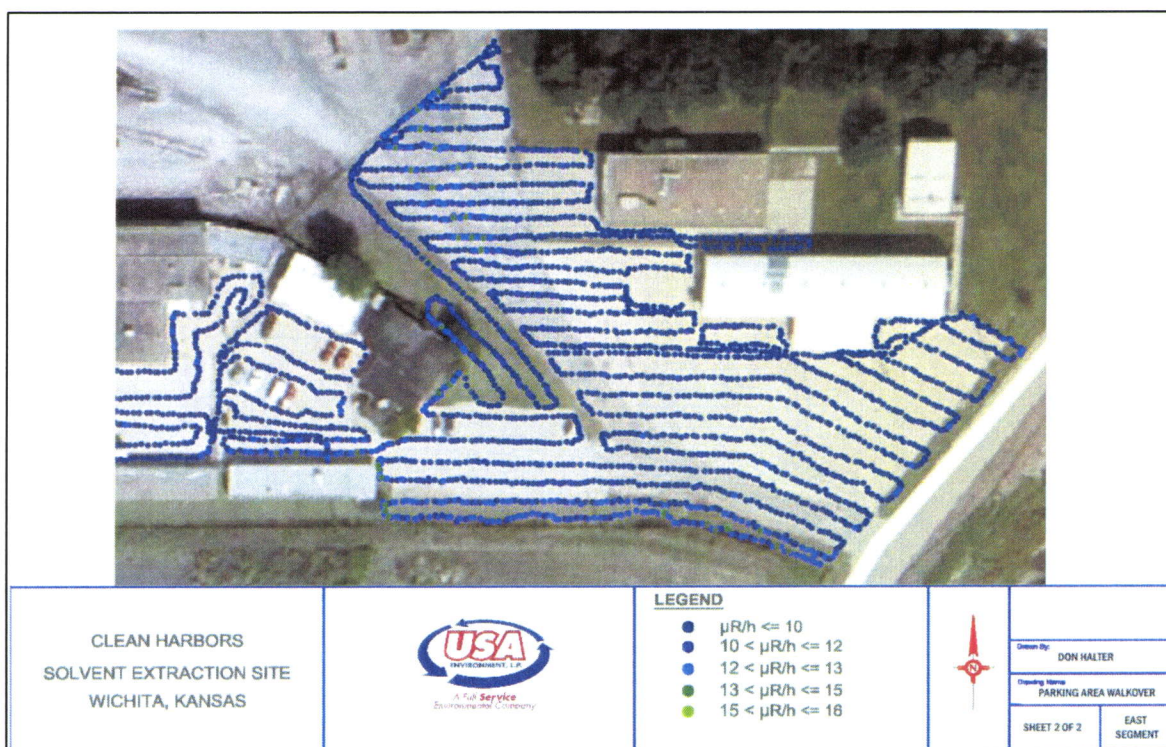 CLEAN HARBORS
SOLVENT EXTRACTION SITE
WICHITA, KANSAS
USA
ENVIRONMENT, L.P.
A Full Service
Environmental Company
LEGEND
µR/h <= 10
10 < µR/h <= 12
12 < µR/h <= 13
13 < µR/h <= 15
15 < µR/h <= 16
N
Drawn By:
DON HALTER
Drawing Name
PARKING AREA WALKOVER
SHEET 2 OF 2
EAST
SEGMENT